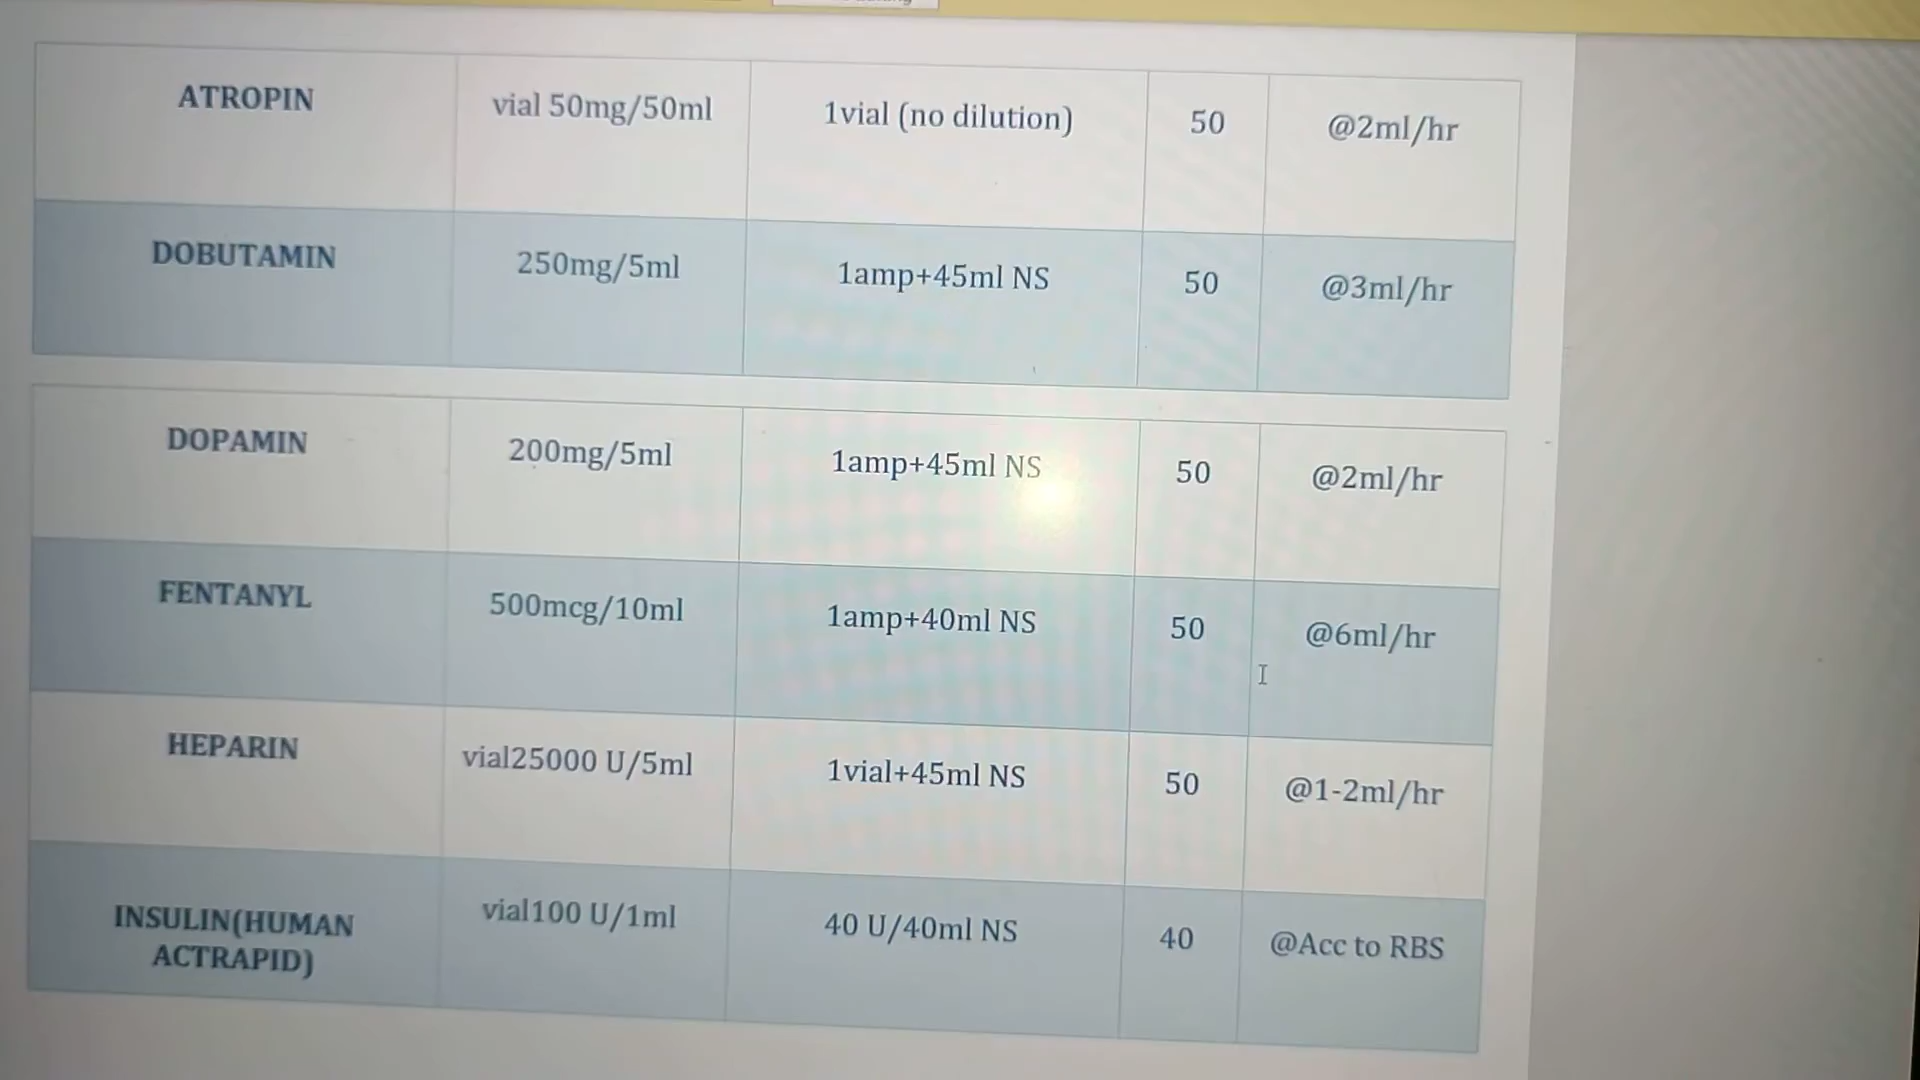 ATROPIN vial 50mg/50ml 1vial (no dilution) 50 @2ml/hr
DOBUTAMIN 250mg/5ml 1amp+45ml NS 50 @3ml/hr
DOPAMIN 200mg/5ml 1amp+45ml NS 50 @2ml/hr
FENTANYL 500mcg/10ml 1amp+40ml NS 50 @6ml/hr
HEPARIN vial25000 U/5ml 1vial+45ml NS 50 @1-2ml/hr
INSULIN(HUMAN
ACTRAPID) vial100 U/1ml 40 U/40ml NS 40 @Acc to RBS